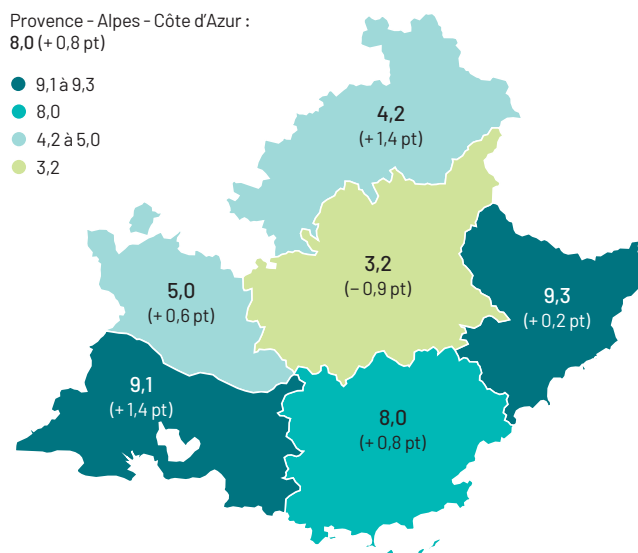 Provence - Alpes - Côte d'Azur :
8,0 (+ 0,8 pt)
9,1 à 9,3
8,0
4,2 à 5,0
3,2
4,2
(+ 1,4 pt)
3,2
(− 0,9 pt)
5,0
(+ 0,6 pt)
9,3
(+ 0,2 pt)
9,1
(+ 1,4 pt)
8,0
(+ 0,8 pt)